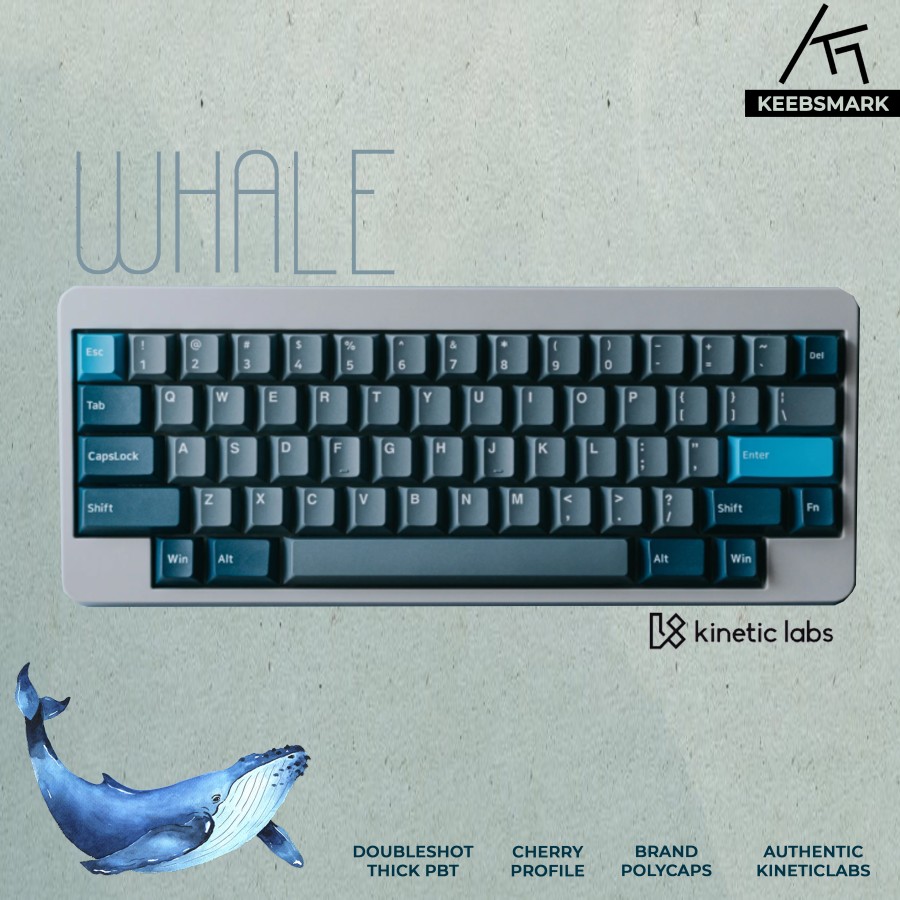 KEEBSMARK
WHALE
Esc ! 1 @ 2 # 3 $ 4 % 5 ^ 6 & 7 * 8 ( 9 ) 0 - - + = ~ ` Del
Tab Q W E R T Y U I O P { [ } ] ¦ \
CapsLock A S D F G H J K L : ; " , Enter
Shift Z X C V B N M < , > . ? / Shift Fn
Win Alt Alt Win
kinetic labs
DOUBLESHOT
THICK PBT
CHERRY
PROFILE
BRAND
POLYCAPS
AUTHENTIC
KINETICLABS